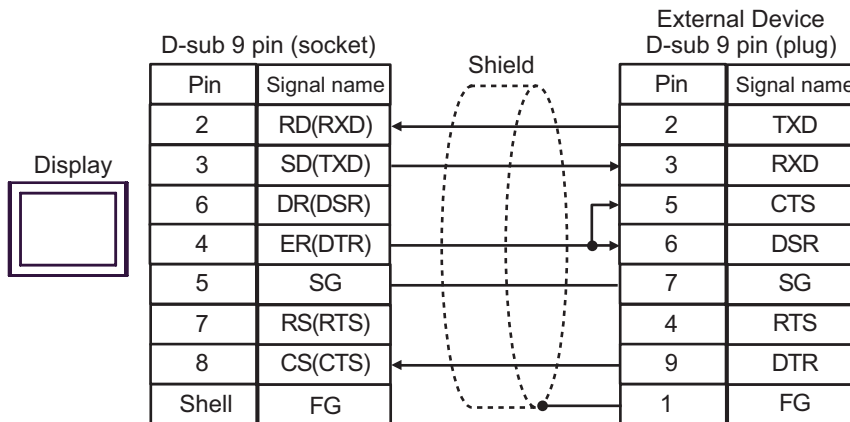 External Device
D-sub 9 pin (socket) D-sub 9 pin (plug)
Shield
Pin Signal name Pin Signal name
2 RD(RXD) 2 TXD
Display 3 SD(TXD) 3 RXD
6 DR(DSR) 5 CTS
4 ER(DTR) 6 DSR
5 SG 7 SG
7 RS(RTS) 4 RTS
8 CS(CTS) 9 DTR
Shell FG 1 FG